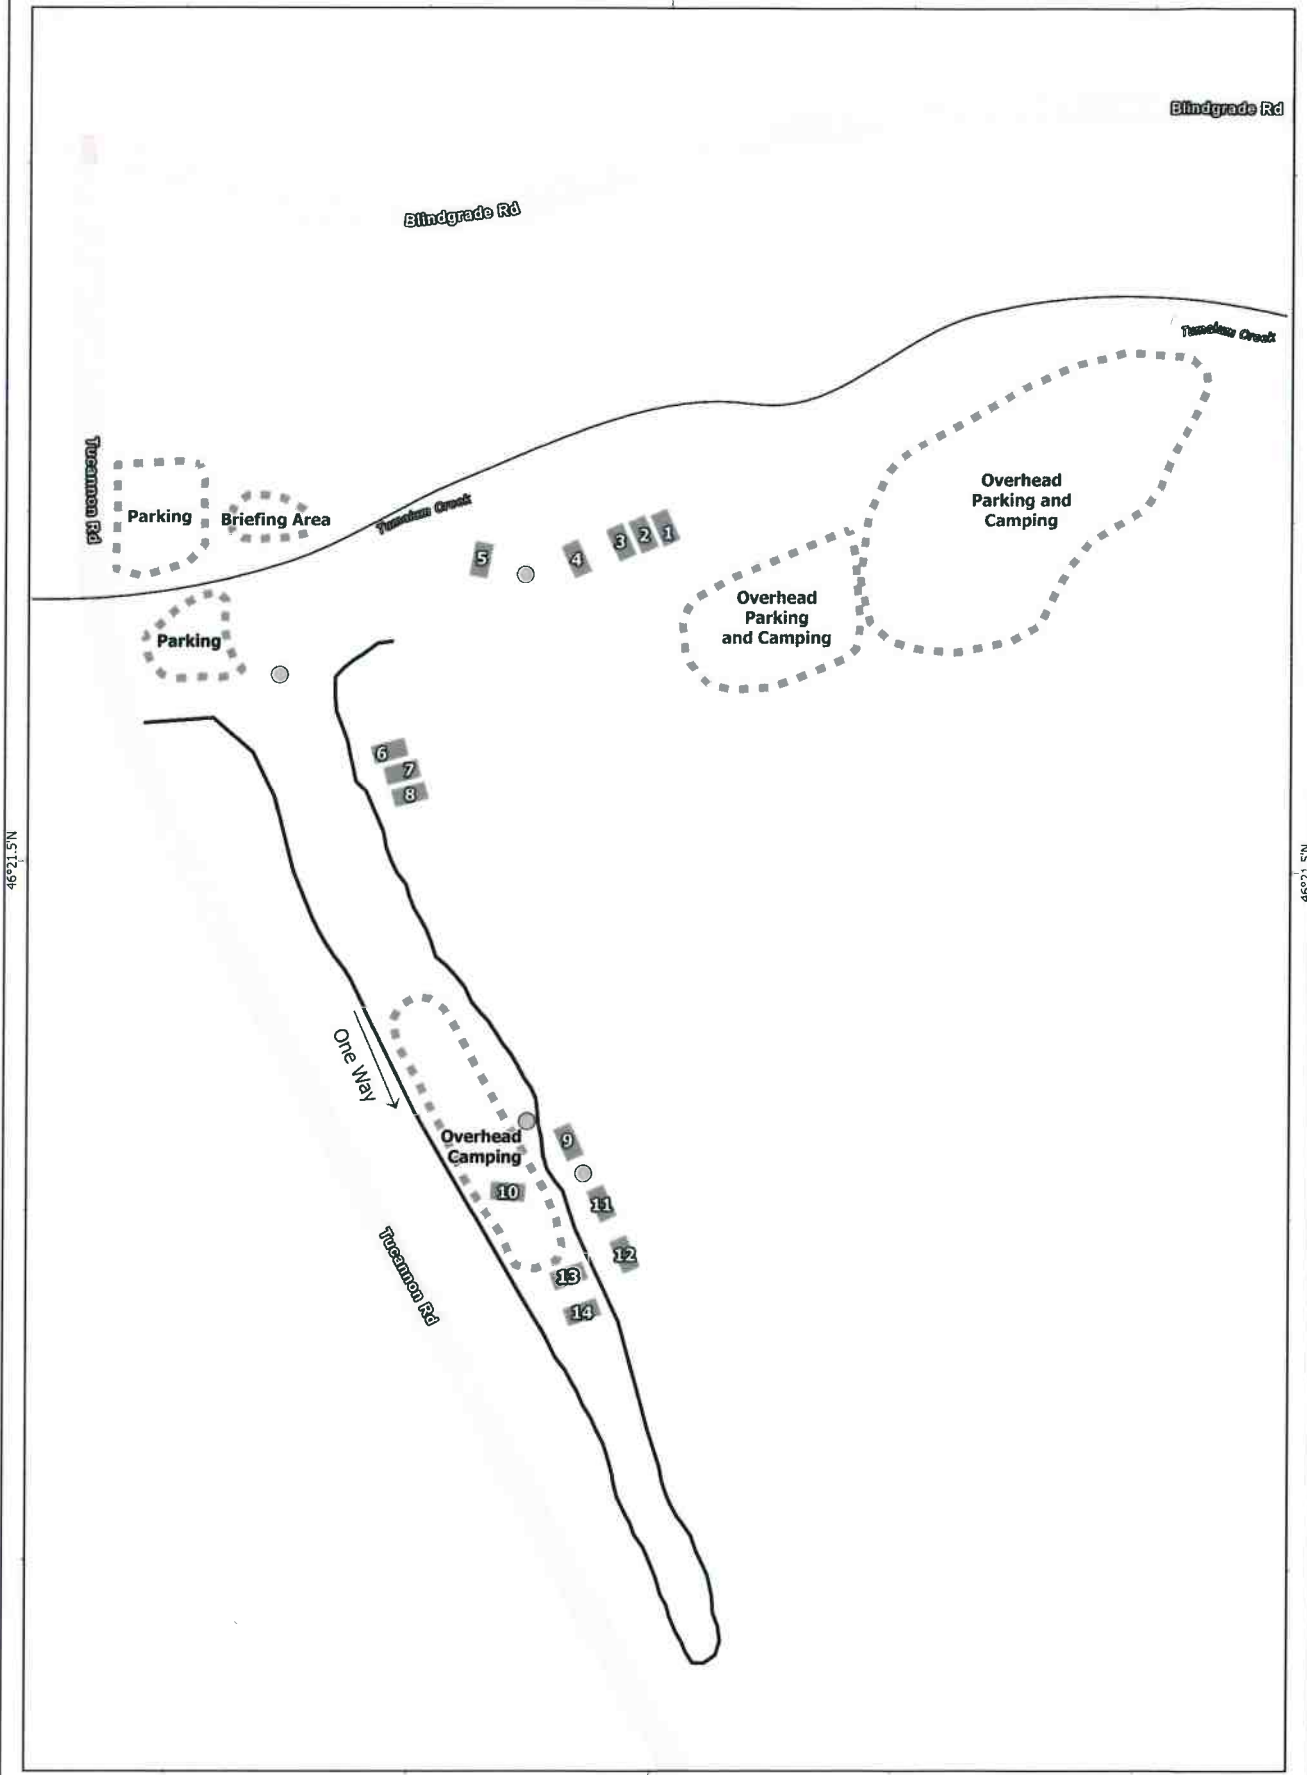 Blindgrade Rd
Blindgrade Rd
Tumalum Creek
Tucannon Rd
Parking
Briefing Area
Tumalum Creek
Overhead
Parking and
Camping
5
4
3
2
1
Overhead
Parking
and Camping
Parking
6
7
8
46°21.5'N
46°21.5'N
One Way
Overhead
Camping
9
10
11
12
13
14
Tucannon Rd